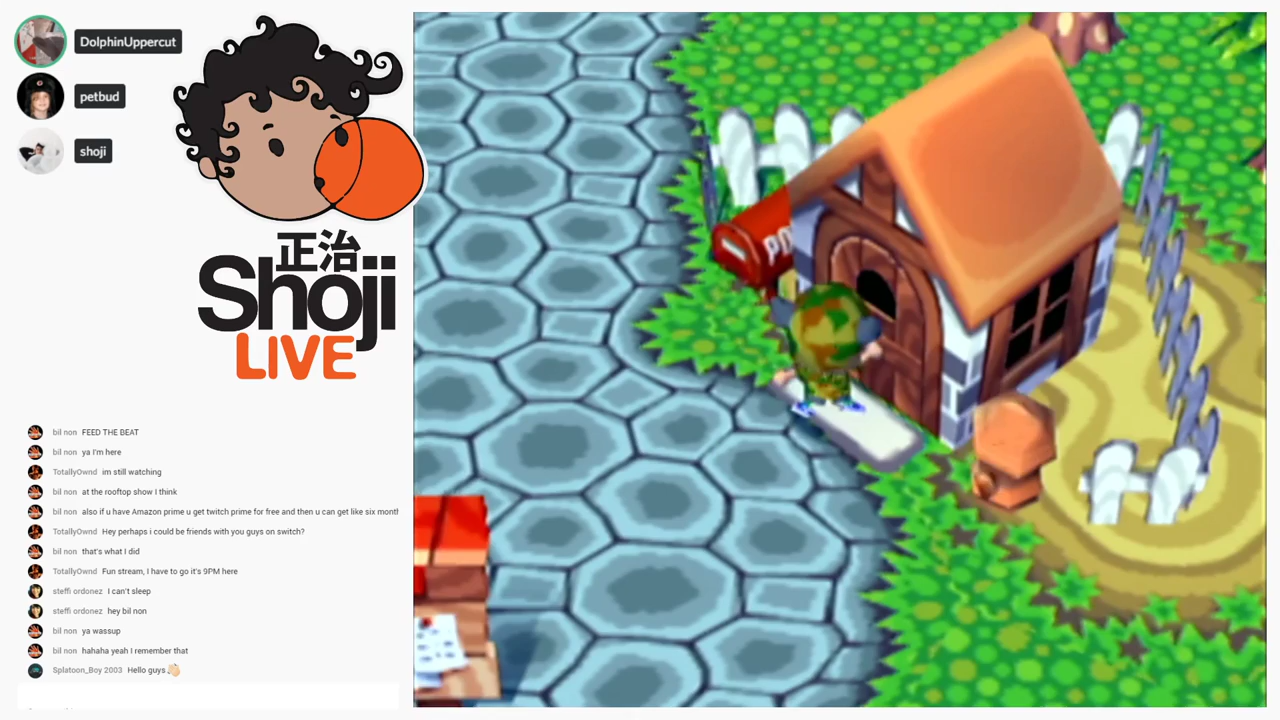 DolphinUppercut
petbud
shoji
正治
Shoji
LIVE
bil non FEED THE BEAT
bil non ya I'm here
TotallyOwnd im still watching
bil non at the rooftop show I think
bil non also if u have Amazon prime u get twitch prime for free and then u can get like six mont
TotallyOwnd Hey perhaps i could be friends with you guys on switch?
bil non that's what I did
TotallyOwnd Fun stream, I have to go it's 9PM here
steffi ordonez I can't sleep
steffi ordonez hey bil non
bil non ya wassup
bil non hahaha yeah I remember that
Splatoon_Boy 2003 Hello guys 👋🏻